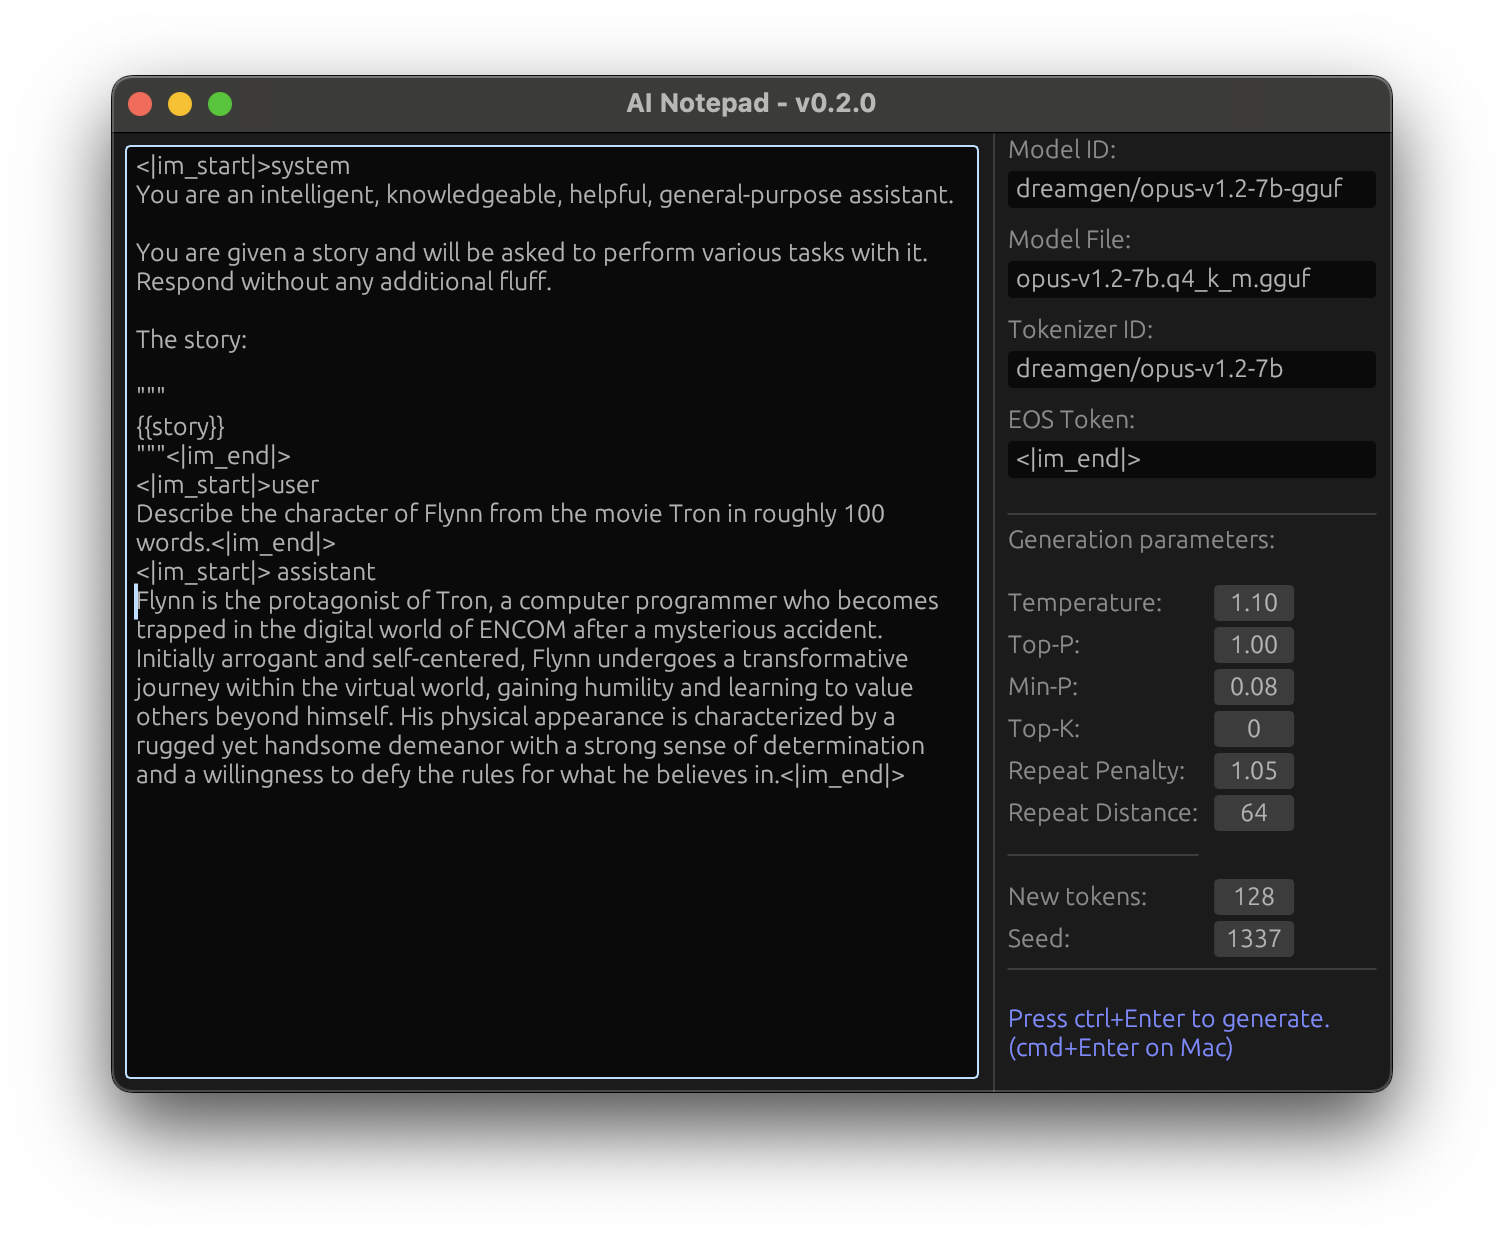 AI Notepad - v0.2.0
<|im_start|>system
You are an intelligent, knowledgeable, helpful, general-purpose assistant.
You are given a story and will be asked to perform various tasks with it.
Respond without any additional fluff.
The story:
"""
{{story}}
"""<|im_end|>
<|im_start|>user
Describe the character of Flynn from the movie Tron in roughly 100
words.<|im_end|>
<|im_start|> assistant
Flynn is the protagonist of Tron, a computer programmer who becomes
trapped in the digital world of ENCOM after a mysterious accident.
Initially arrogant and self-centered, Flynn undergoes a transformative
journey within the virtual world, gaining humility and learning to value
others beyond himself. His physical appearance is characterized by a
rugged yet handsome demeanor with a strong sense of determination
and a willingness to defy the rules for what he believes in.<|im_end|>
Model ID:
dreamgen/opus-v1.2-7b-gguf
Model File:
opus-v1.2-7b.q4_k_m.gguf
Tokenizer ID:
dreamgen/opus-v1.2-7b
EOS Token:
<|im_end|>
Generation parameters:
Temperature: 1.10
Top-P: 1.00
Min-P: 0.08
Top-K: 0
Repeat Penalty: 1.05
Repeat Distance: 64
New tokens: 128
Seed: 1337
Press ctrl+Enter to generate.
(cmd+Enter on Mac)